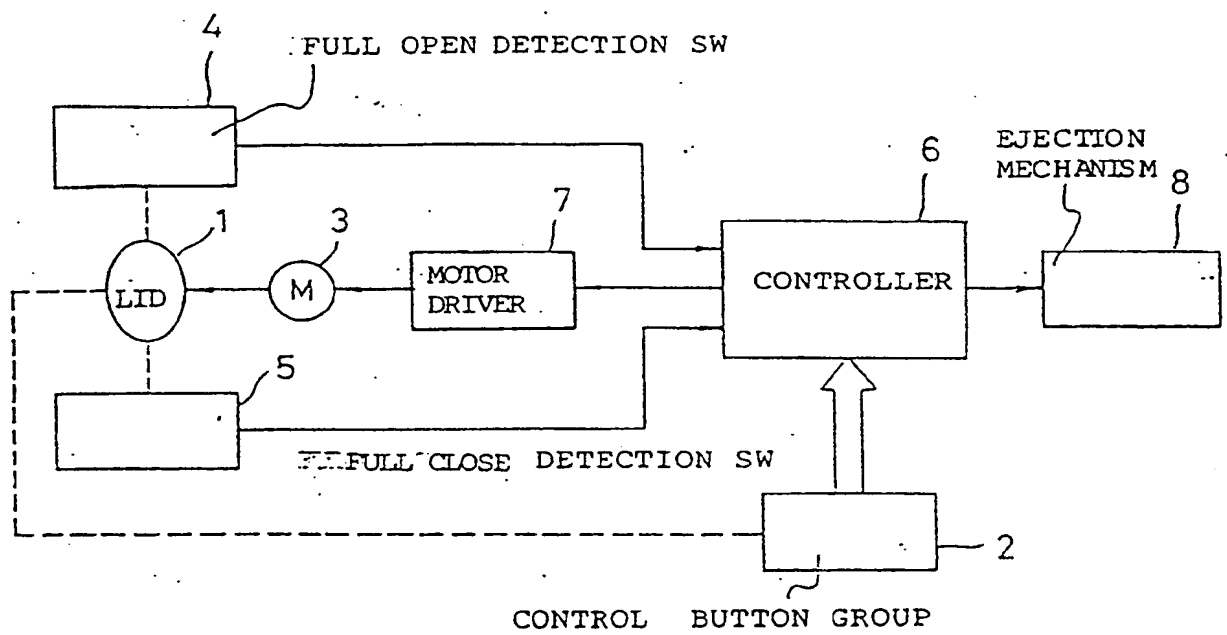 4
FULL OPEN DETECTION SW
EJECTION
MECHANISM
6
8
1
3
7
LID
M
MOTOR
DRIVER
CONTROLLER
5
FULL CLOSE DETECTION SW
2
CONTROL BUTTON GROUP